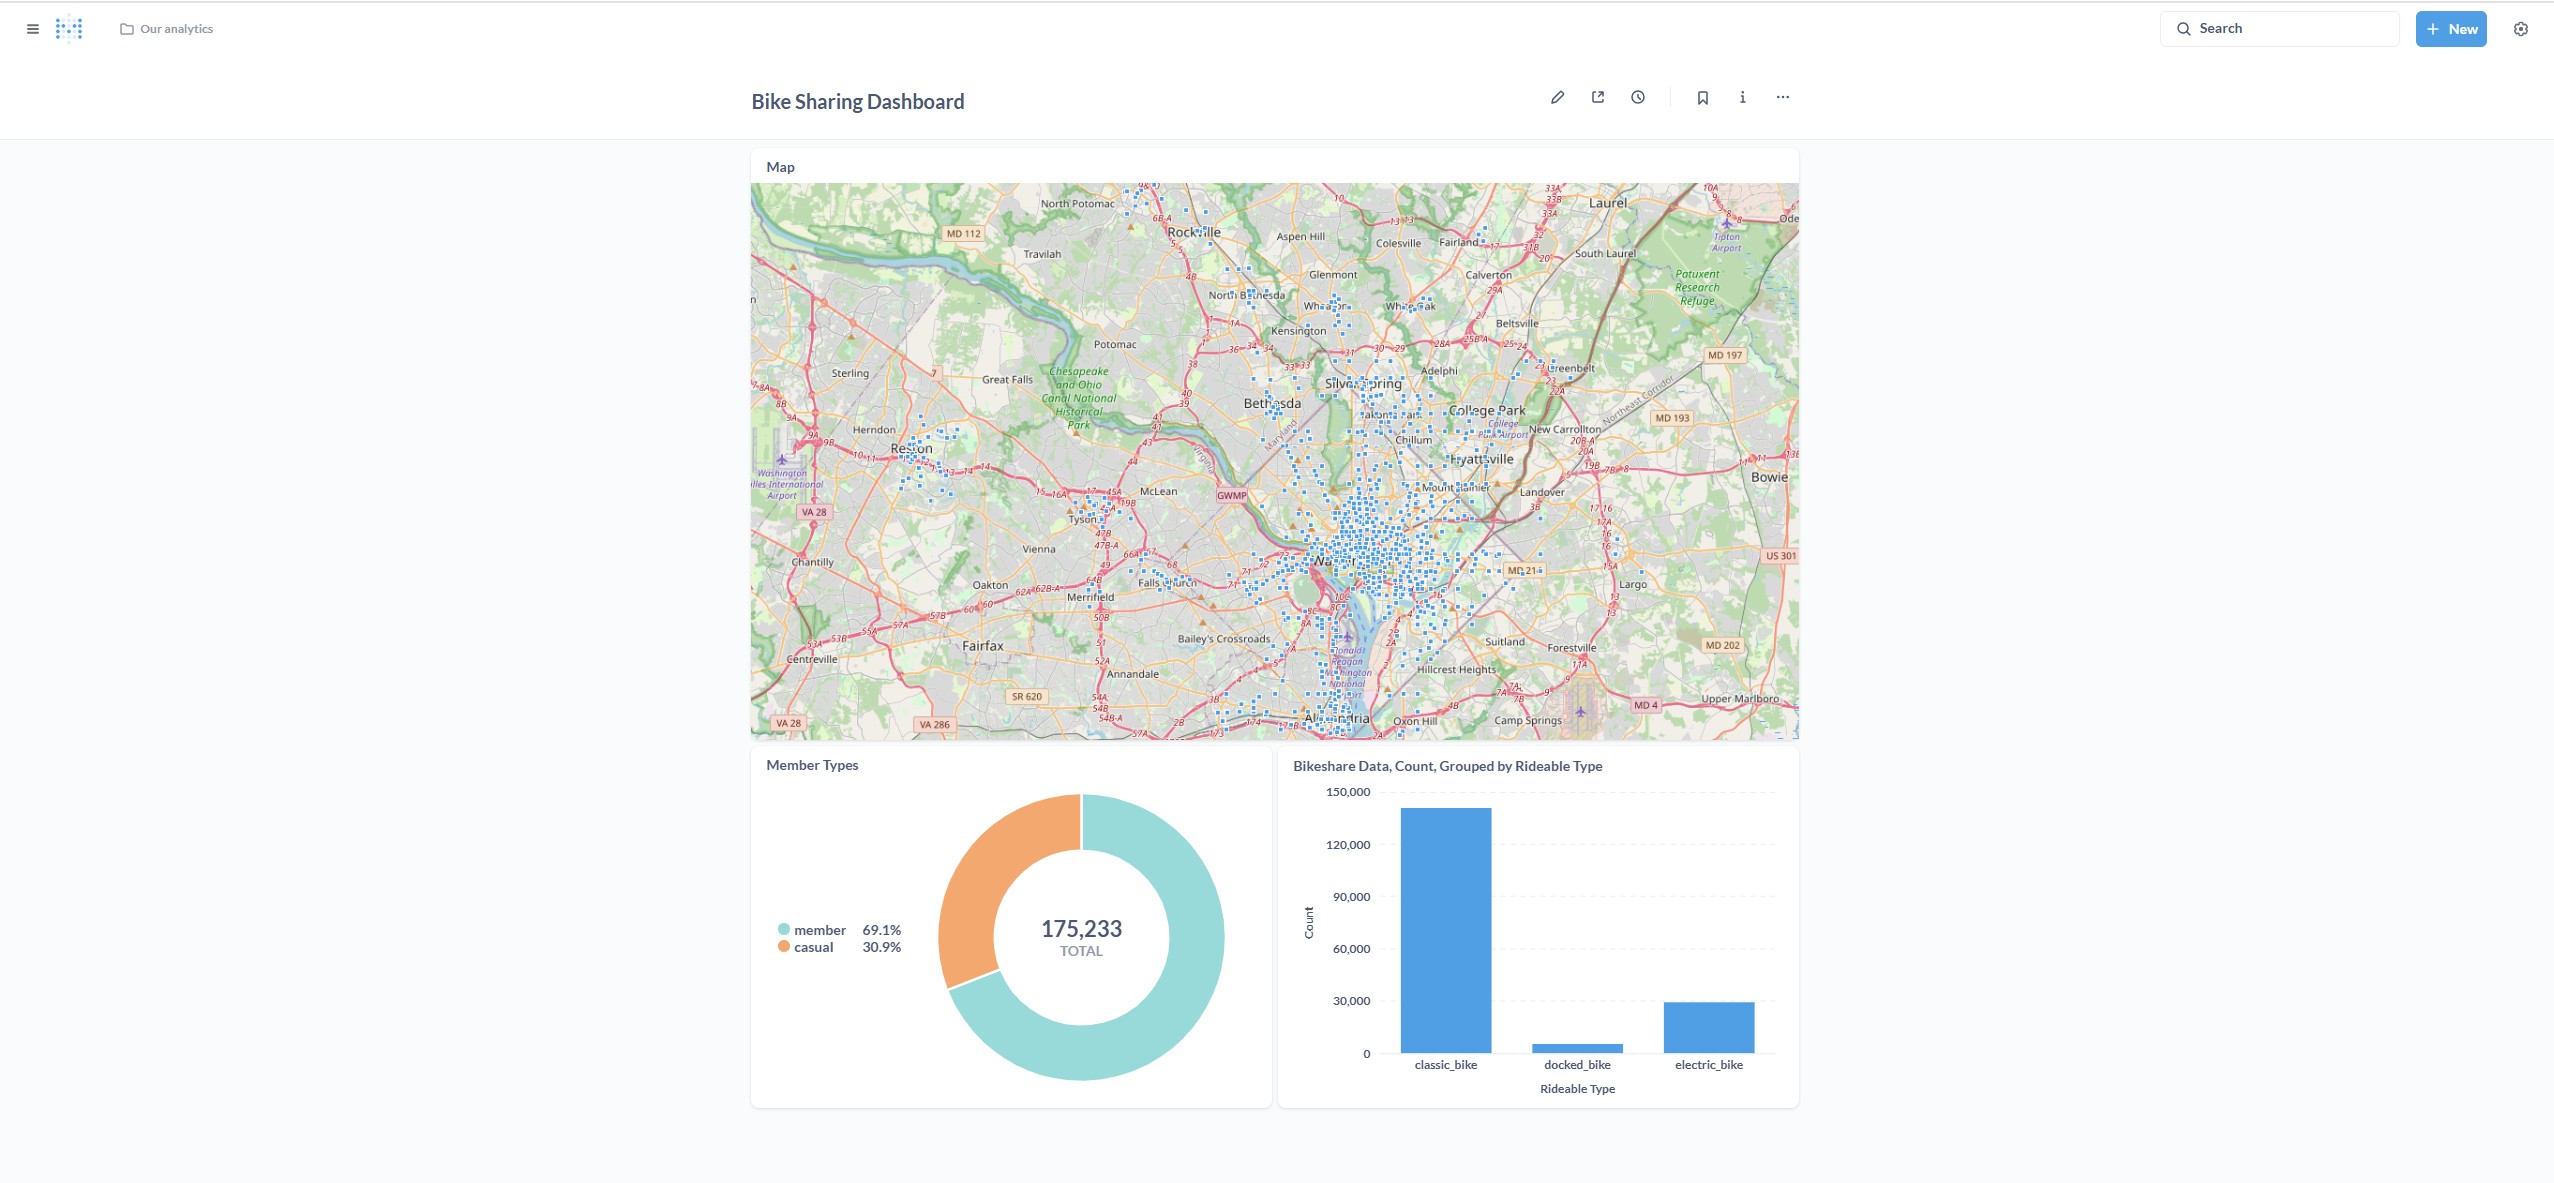 Our analytics
Search
New
Bike Sharing Dashboard
Map
North Potomac
Laurel
MD 112
Rockville
Aspen Hill
Colesville
Fairland
Tipton
Airport
Travilah
South Laurel
Glenmont
Calverton
Patuxent
Research
Refuge
North Bethesda
Wheaton
White Oak
Kensington
Beltsville
Potomac
MD 197
Sterling
Great Falls
Chesapeake
and Ohio
Canal National
Historical
Park
Adelphi
Greenbelt
Silver Spring
Bethesda
College Park
Northeast Corridor
MD 193
Herndon
Maryland
Chillum
College
Park Airport
New Carrollton
Reston
Virginia
Hyattsville
Washington
Bowie
McLean
GWMP
Mount Rainier
Landover
VA 28
Tysons
Vienna
Chantilly
US 301
Oakton
Falls Church
MD 214
Largo
Merrifield
Bailey's Crossroads
Suitland
Forestville
MD 202
Fairfax
Centreville
Donald
Reagan
Washington
National
Airport
Hillcrest Heights
Annandale
SR 620
Upper Marlboro
MD 4
VA 28
VA 286
Alexandria
Oxon Hill
Camp Springs
Member Types
member 69.1%
casual 30.9%
175,233
TOTAL
Bikeshare Data, Count, Grouped by Rideable Type
150,000
120,000
90,000
60,000
30,000
0
Count
classic_bike docked_bike electric_bike
Rideable Type